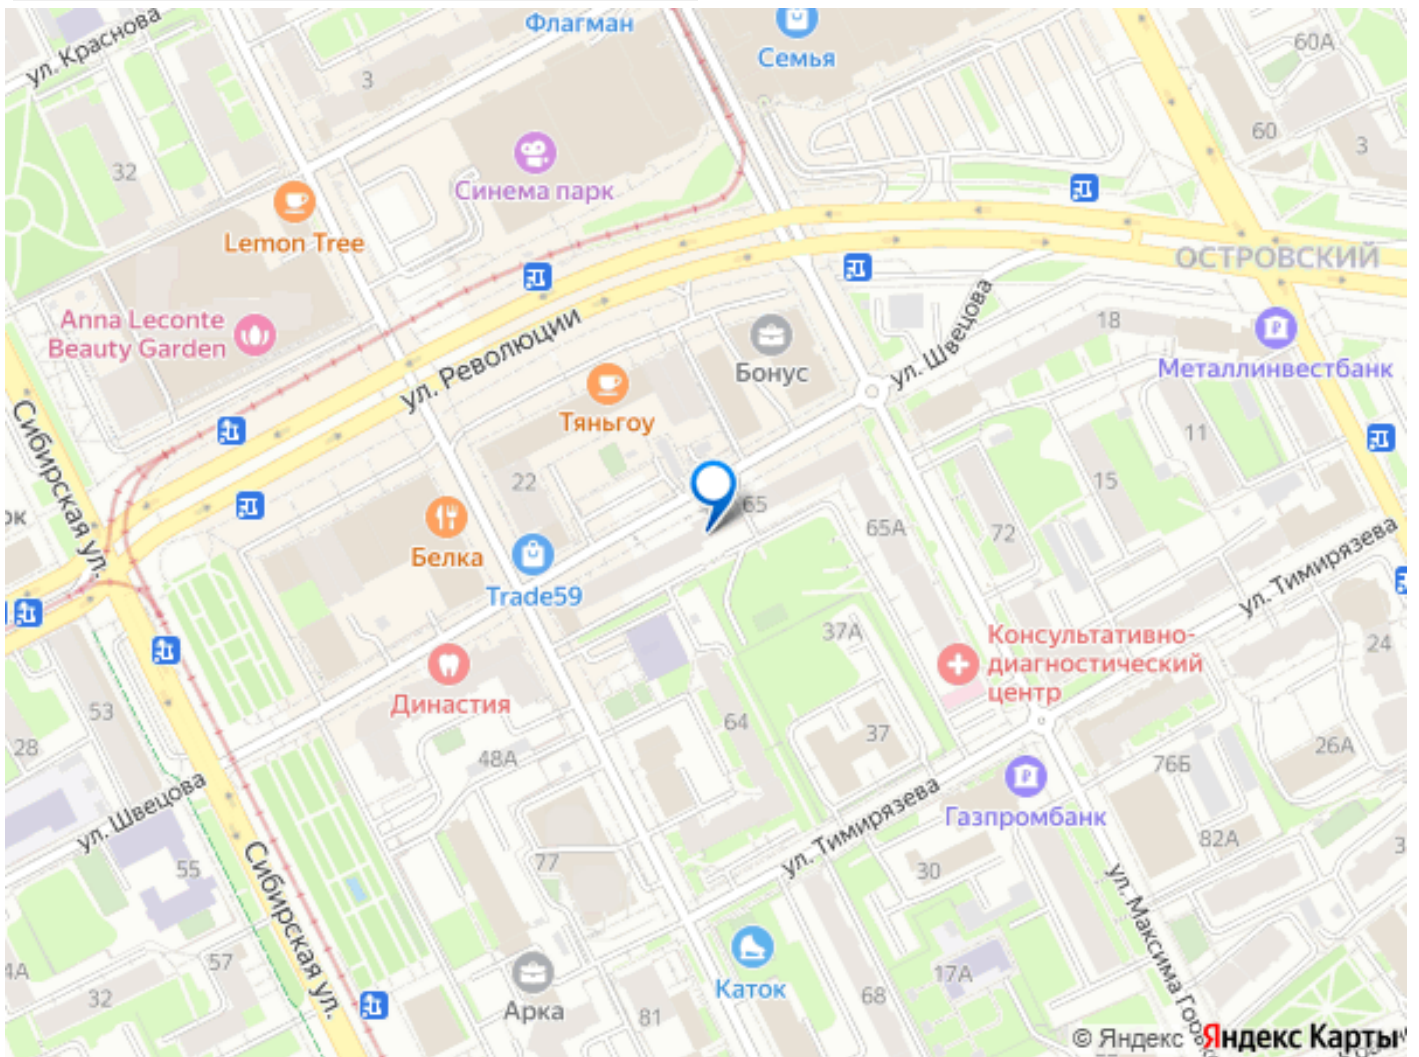 Флагман
Семья
ул. Краснова
3
60А
60
3
32
Синема парк
Lemon Tree
ОСТРОВСКИЙ
Anna Leconte
Beauty Garden
ул. Революции
ул. Швецова
18
Бонус
Металлинвестбанк
Тяньгоу
Сибирская ул.
11
22
15
65
65А
72
Белка
Trade59
ул. Тимирязева
37А
Консультативно-
диагностический
центр
24
Династия
53
64
37
28
48А
26А
76Б
ул. Швецова
ул. Тимирязева
Газпромбанк
82А
77
55
30
Сибирская ул.
ул. Максима Гор
57
17А
32
Каток
68
Арка
81
© Яндекс
Яндекс Карты